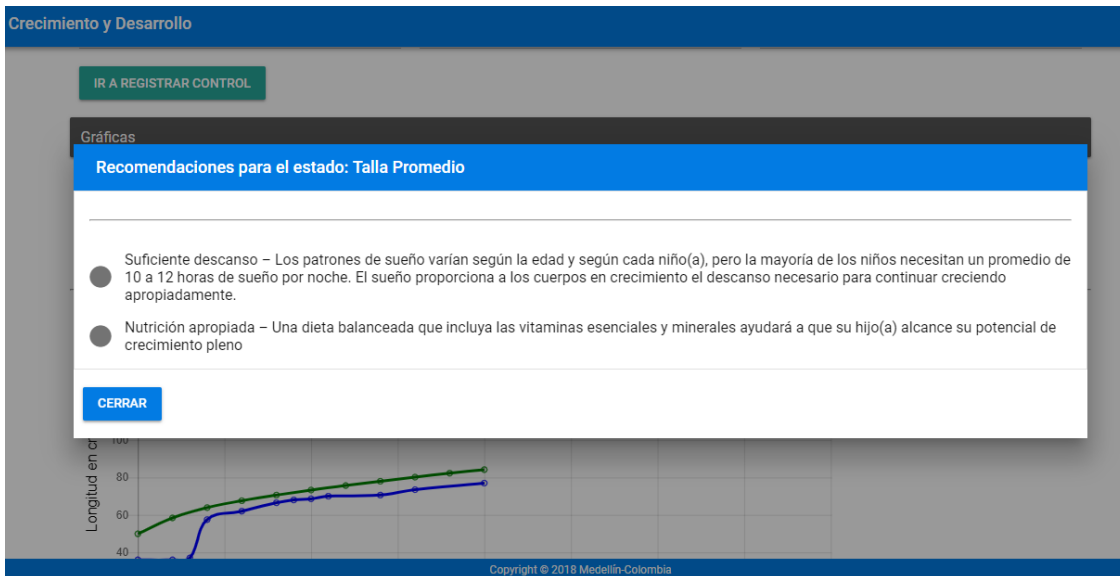 Crecimiento y Desarrollo
IR A REGISTRAR CONTROL
Gráficas
Recomendaciones para el estado: Talla Promedio
Suficiente descanso – Los patrones de sueño varían según la edad y según cada niño(a), pero la mayoría de los niños necesitan un promedio de
10 a 12 horas de sueño por noche. El sueño proporciona a los cuerpos en crecimiento el descanso necesario para continuar creciendo
apropiadamente.
Nutrición apropiada – Una dieta balanceada que incluya las vitaminas esenciales y minerales ayudará a que su hijo(a) alcance su potencial de
crecimiento pleno
CERRAR
Longitud en
100
80
60
40
Copyright © 2018 Medellín-Colombia